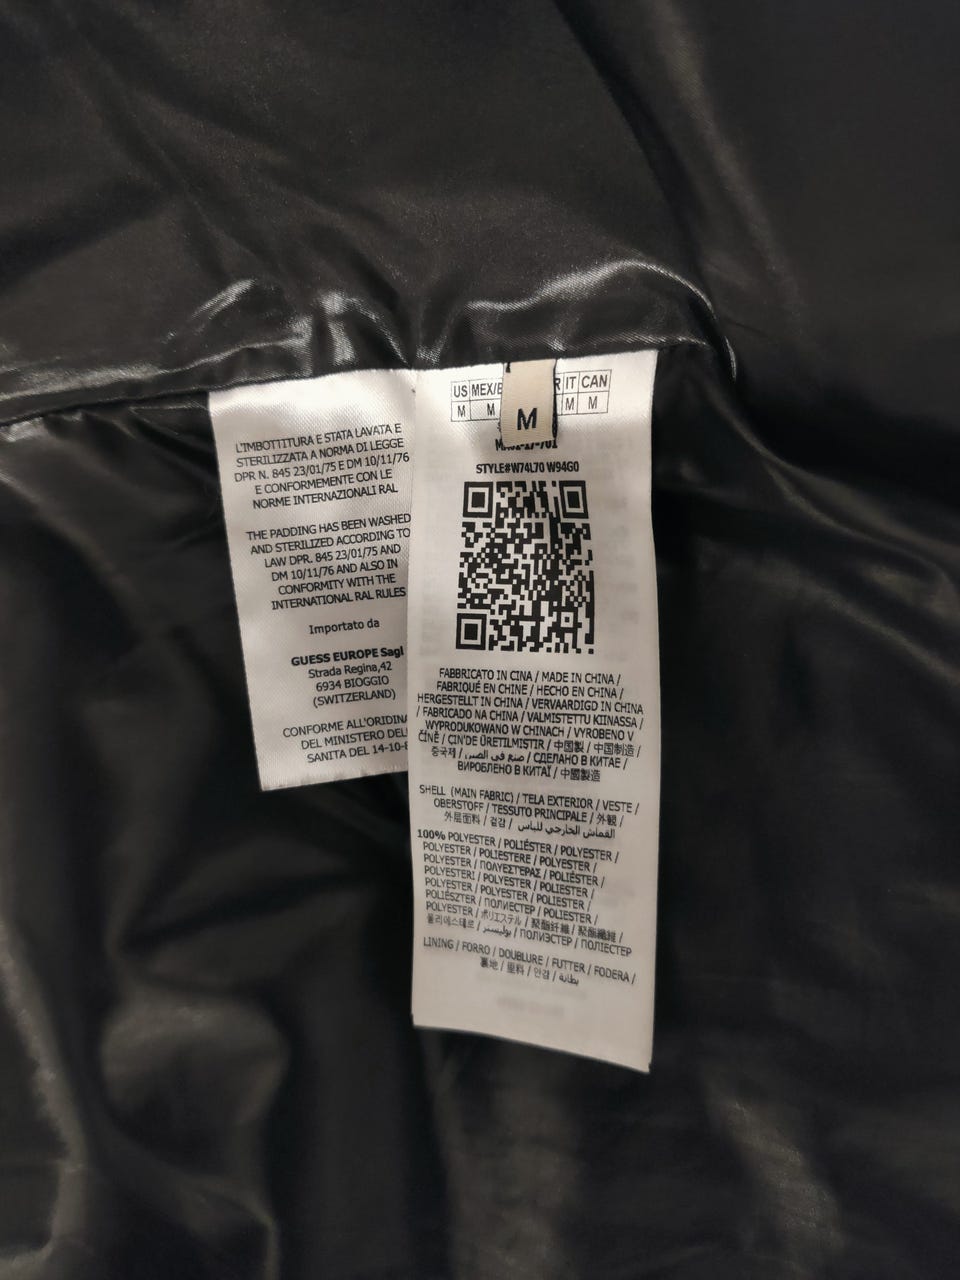 L'IMBOTTITURA E STATA LAVATA E
STERILIZZATA A NORMA DI LEGGE
DPR N. 845 23/01/75 E DM 10/11/76
E CONFORMEMENTE CON LE
NORME INTERNAZIONALI RAL
THE PADDING HAS BEEN WASHED
AND STERILIZED ACCORDING TO
LAW DPR. 845 23/01/75 AND
DM 10/11/76 AND ALSO IN
CONFORMITY WITH THE
INTERNATIONAL RAL RULES
Importato da
GUESS EUROPE Sagl
Strada Regina,42
6934 BIOGGIO
(SWITZERLAND)
CONFORME ALL'ORDINA
DEL MINISTERO DEL
SANITA DEL 14-10-8
US MEX/ IT CAN
M M M M
M
STYLE#W74L70 W94G0
FABBRICATO IN CINA / MADE IN CHINA /
FABRIQUÉ EN CHINE / HECHO EN CHINA /
HERGESTELLT IN CHINA / VERVAARDIGD IN CHINA
/ FABRICADO NA CHINA / VALMISTETTU KIINASSA /
WYPRODUKOWANO W CHINACH / VYROBENO V
ČÍNĚ / ÇIN'DE ÜRETILMISTIR / 中国製 / 中国制造 /
중국제 / صنع في الصين / СДЕЛАНО В КИТАЕ /
ВИРОБЛЕНО В КИТАЇ / 中國製造
SHELL (MAIN FABRIC) / TELA EXTERIOR / VESTE /
OBERSTOFF / TESSUTO PRINCIPALE / 外観 /
外层面料 / 겉감 / القماش الخارجي للباس
100% POLYESTER / POLIÉSTER / POLYESTER /
POLYESTER / POLIESTERE / POLYESTER /
POLYESTER / ΠΟΛΥΕΣΤΕΡΑΣ / POLIÉSTER /
POLYESTERI / POLYESTER / POLIESTER /
POLYESTER / POLYESTER / POLIESTER /
POLIÉSZTER / ПОЛИЕСТЕР / POLIESTER /
POLYESTER / ポリエステル / 聚酯纤维 / 聚酯纖維 /
폴리에스테르 / بوليستر / ПОЛИЭСТЕР / ПОЛІЕСТЕР
LINING / FORRO / DOUBLURE / FUTTER / FODERA /
裏地 / 里料 / 안감 / بطانة